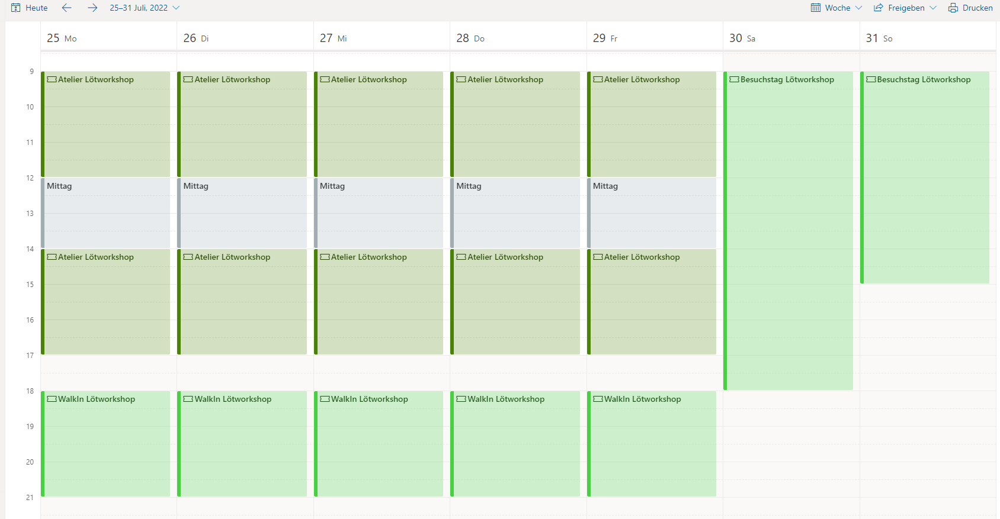 Heute 25–31 Juli, 2022 Woche Freigeben Drucken
25 Mo 26 Di 27 Mi 28 Do 29 Fr 30 Sa 31 So
9
Atelier Lötworkshop Atelier Lötworkshop Atelier Lötworkshop Atelier Lötworkshop Atelier Lötworkshop Besuchstag Lötworkshop Besuchstag Lötworkshop
10
11
12
Mittag Mittag Mittag Mittag Mittag
13
14
Atelier Lötworkshop Atelier Lötworkshop Atelier Lötworkshop Atelier Lötworkshop Atelier Lötworkshop
15
16
17
18
WalkIn Lötworkshop WalkIn Lötworkshop WalkIn Lötworkshop WalkIn Lötworkshop WalkIn Lötworkshop
19
20
21